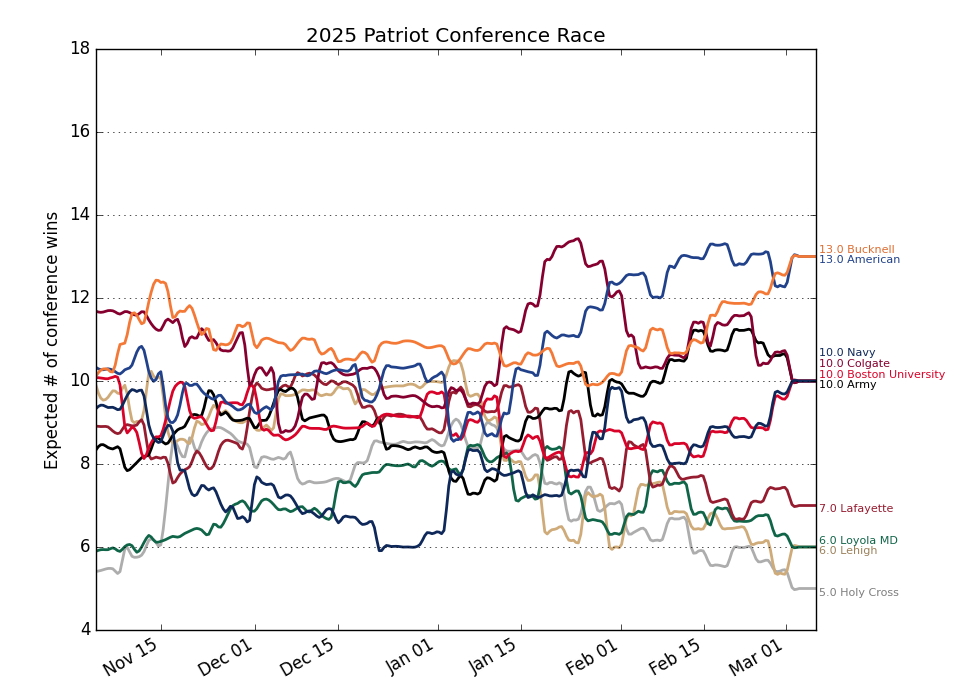 2025 Patriot Conference Race
Expected # of conference wins
18
16
14
12
10
8
6
4
Nov 15
Dec 01
Dec 15
Jan 01
Jan 15
Feb 01
Feb 15
Mar 01
13.0 Bucknell
13.0 American
10.0 Navy
10.0 Colgate
10.0 Boston University
10.0 Army
7.0 Lafayette
6.0 Loyola MD
6.0 Lehigh
5.0 Holy Cross